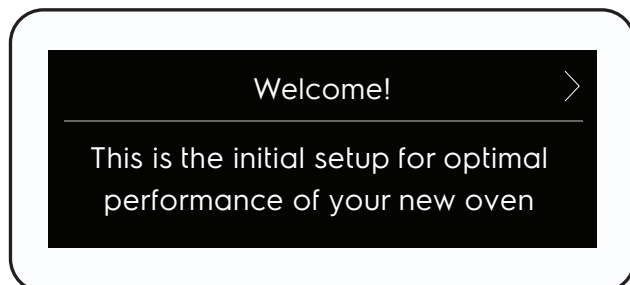 Welcome!
This is the initial setup for optimal
performance of your new oven